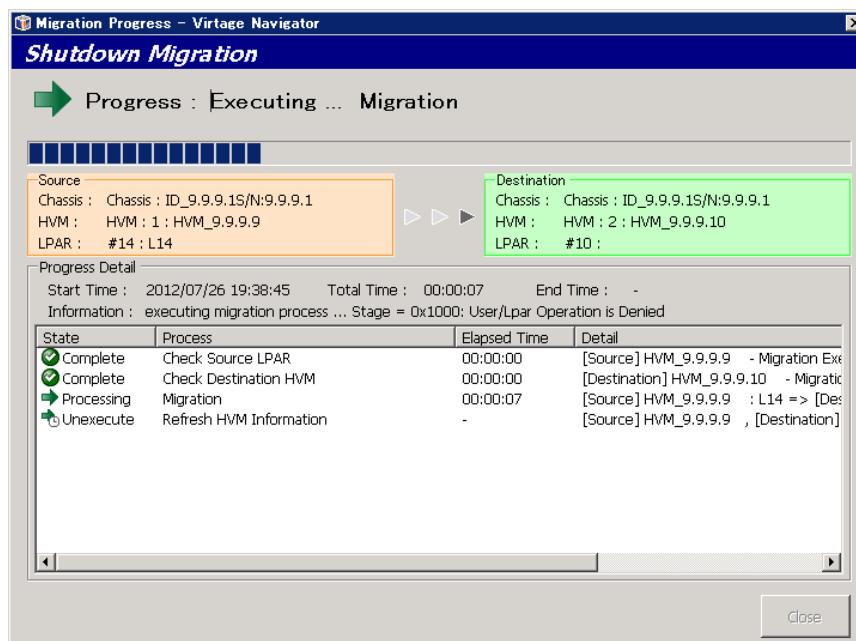 Migration Progress - Virtage Navigator
Shutdown Migration
Progress : Executing ... Migration
Source
Chassis : Chassis : ID_9.9.9.1S/N:9.9.9.1
HVM : HVM : 1 : HVM_9.9.9.9
LPAR : #14 : L14
Destination
Chassis : Chassis : ID_9.9.9.1S/N:9.9.9.1
HVM : HVM : 2 : HVM_9.9.9.10
LPAR : #10 :
Progress Detail
Start Time : 2012/07/26 19:38:45 Total Time : 00:00:07 End Time : -
Information : executing migration process ... Stage = 0x1000: User/Lpar Operation is Denied
State Process Elapsed Time Detail
Complete Check Source LPAR 00:00:00 [Source] HVM_9.9.9.9 - Migration Exe
Complete Check Destination HVM 00:00:00 [Destination] HVM_9.9.9.10 - Migratic
Processing Migration 00:00:07 [Source] HVM_9.9.9.9 : L14 => [Des
Unexecute Refresh HVM Information - [Source] HVM_9.9.9.9 , [Destination]
Close